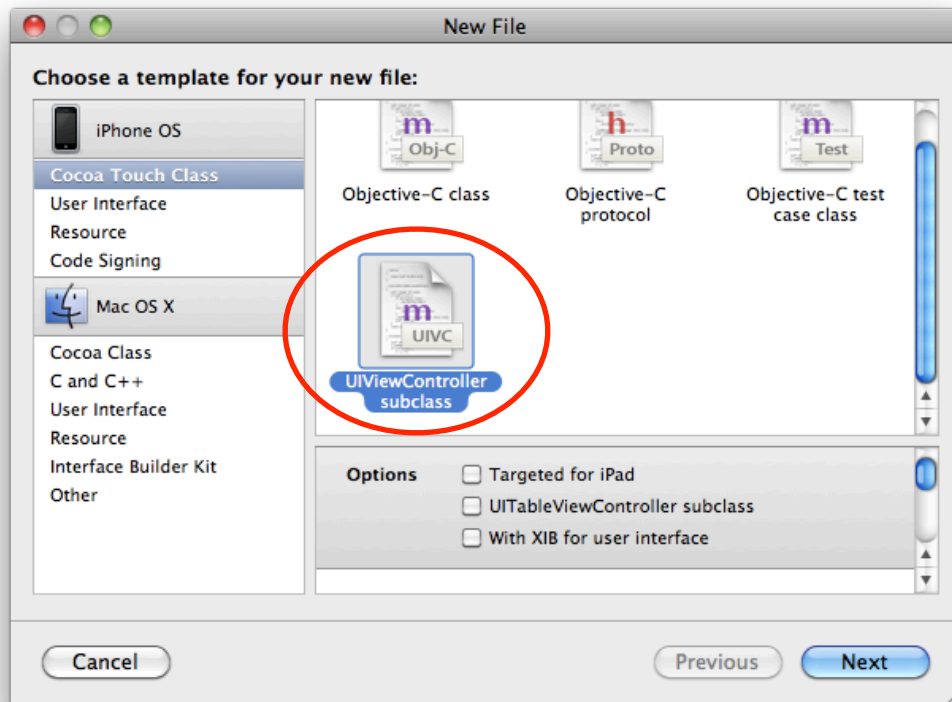 New File
Choose a template for your new file:
iPhone OS
Cocoa Touch Class
User Interface
Resource
Code Signing
Mac OS X
Cocoa Class
C and C++
User Interface
Resource
Interface Builder Kit
Other
m
Obj-C
Objective-C class
h
Proto
Objective-C
protocol
m
Test
Objective-C test
case class
m
UIVC
UIViewController
subclass
Options
Targeted for iPad
UITableViewController subclass
With XIB for user interface
Cancel
Previous
Next